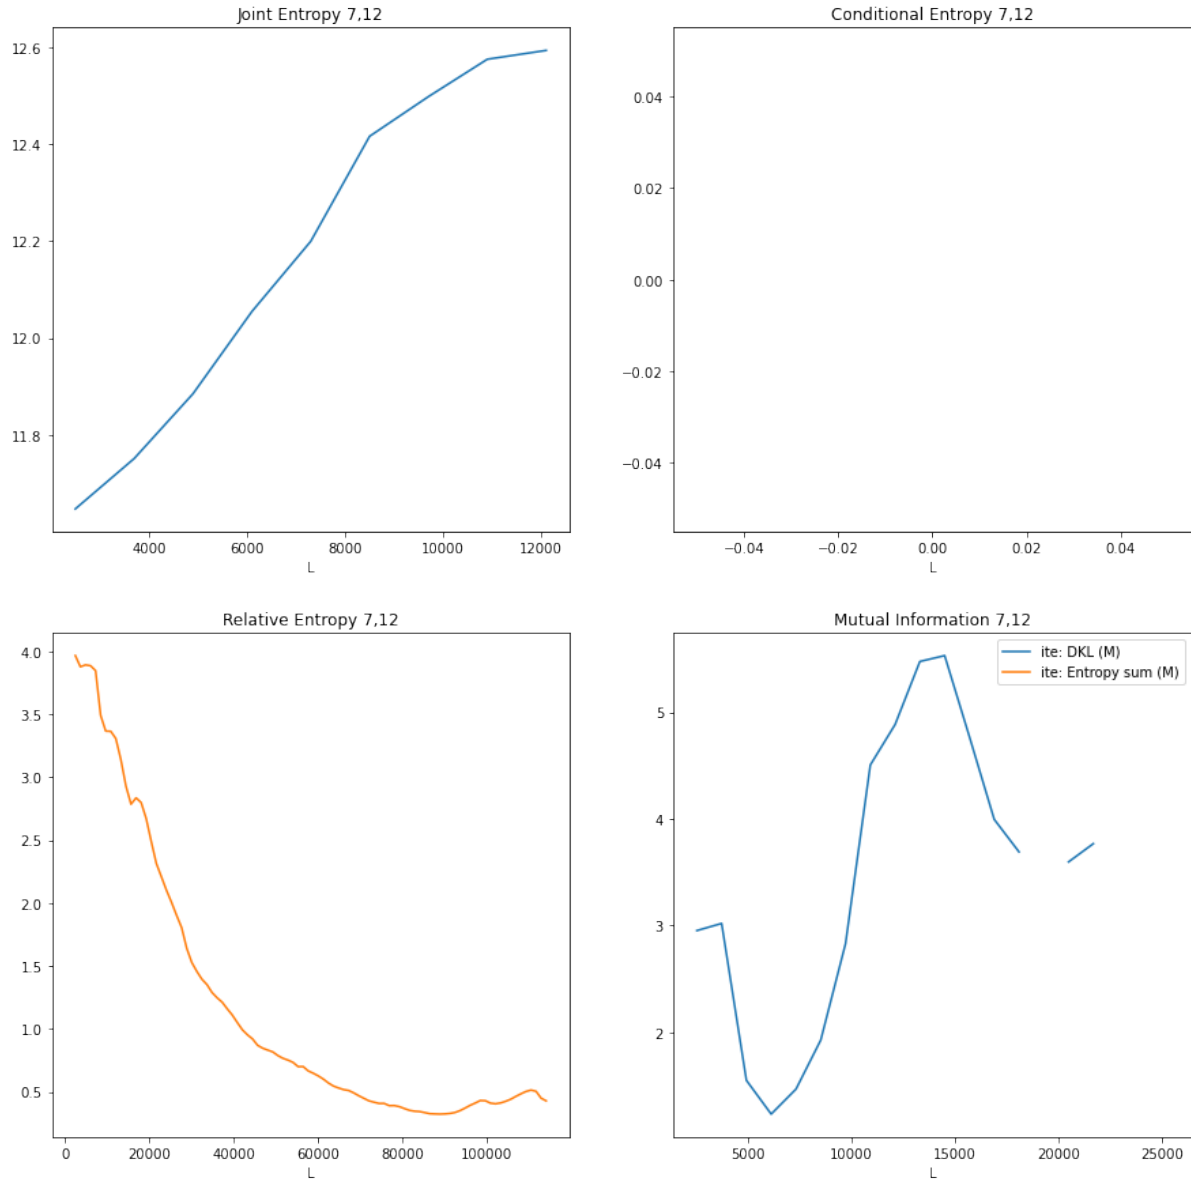 Joint Entropy 7,12
12.6
12.4
12.2
12.0
11.8
4000 6000 8000 10000 12000
L
Conditional Entropy 7,12
0.04
0.02
0.00
−0.02
−0.04
−0.04 −0.02 0.00 0.02 0.04
L
Relative Entropy 7,12
4.0
3.5
3.0
2.5
2.0
1.5
1.0
0.5
0 20000 40000 60000 80000 100000
L
Mutual Information 7,12
ite: DKL (M)
ite: Entropy sum (M)
5
4
3
2
5000 10000 15000 20000 25000
L